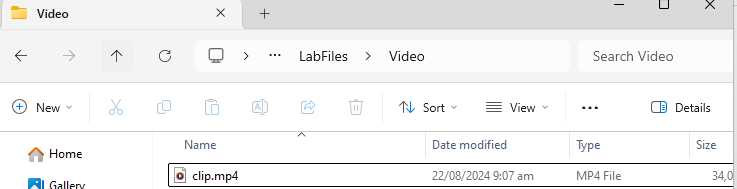 Video
LabFiles Video Search Video
New Sort View Details
Name Date modified Type Size
Home
clip.mp4 22/08/2024 9:07 am MP4 File 34,0
Gallery